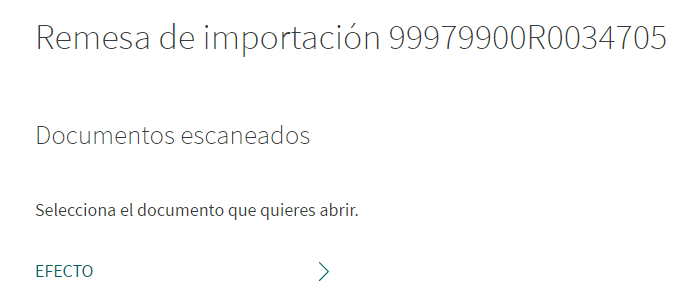 Remesa de importación 99979900R0034705
Documentos escaneados
Selecciona el documento que quieres abrir.
EFECTO